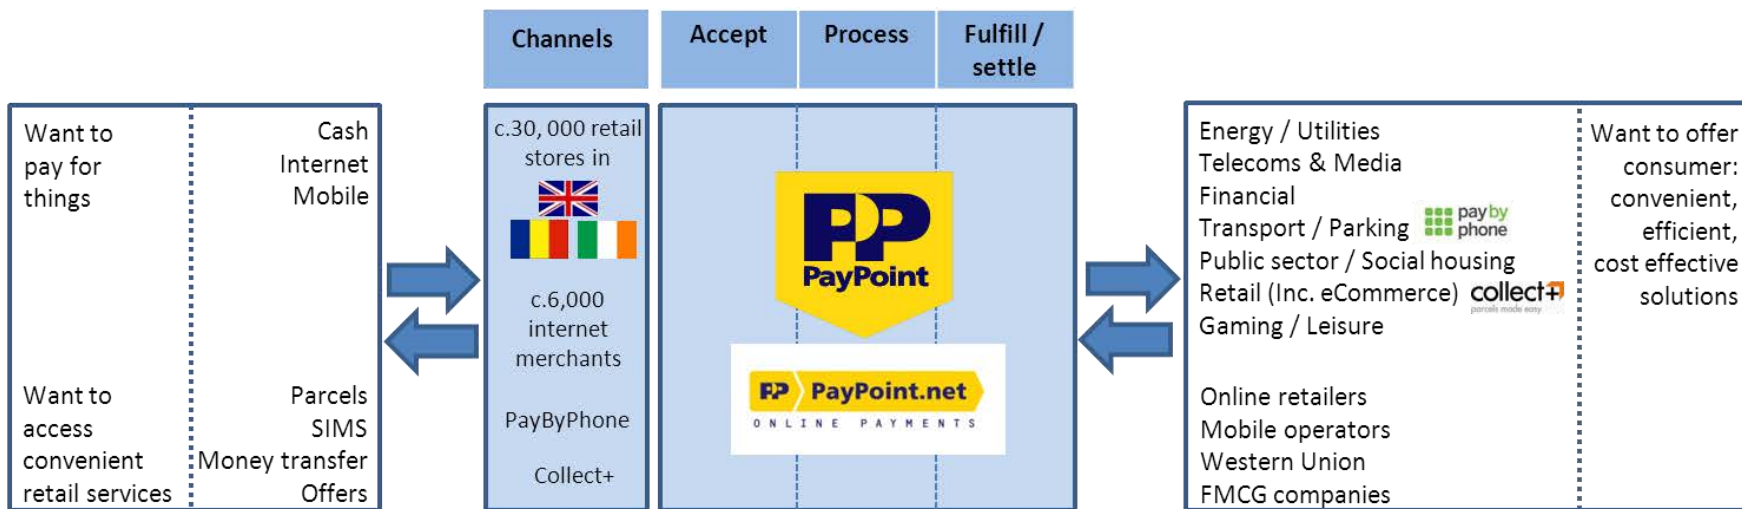 Channels
Accept
Process
Fulfill /
settle
Want to
pay for
things
Cash
Internet
Mobile
Want to
access
convenient
retail services
Parcels
SIMS
Money transfer
Offers
c.30, 000 retail
stores in
c.6,000
internet
merchants
PayByPhone
Collect+
PP
PayPoint
PP PayPoint.net
ONLINE PAYMENTS
Energy / Utilities
Telecoms & Media
Financial
Transport / Parking
pay by
phone
Public sector / Social housing
Retail (Inc. eCommerce)
collect+
parcels made easy
Gaming / Leisure
Online retailers
Mobile operators
Western Union
FMCG companies
Want to offer
consumer:
convenient,
efficient,
cost effective
solutions